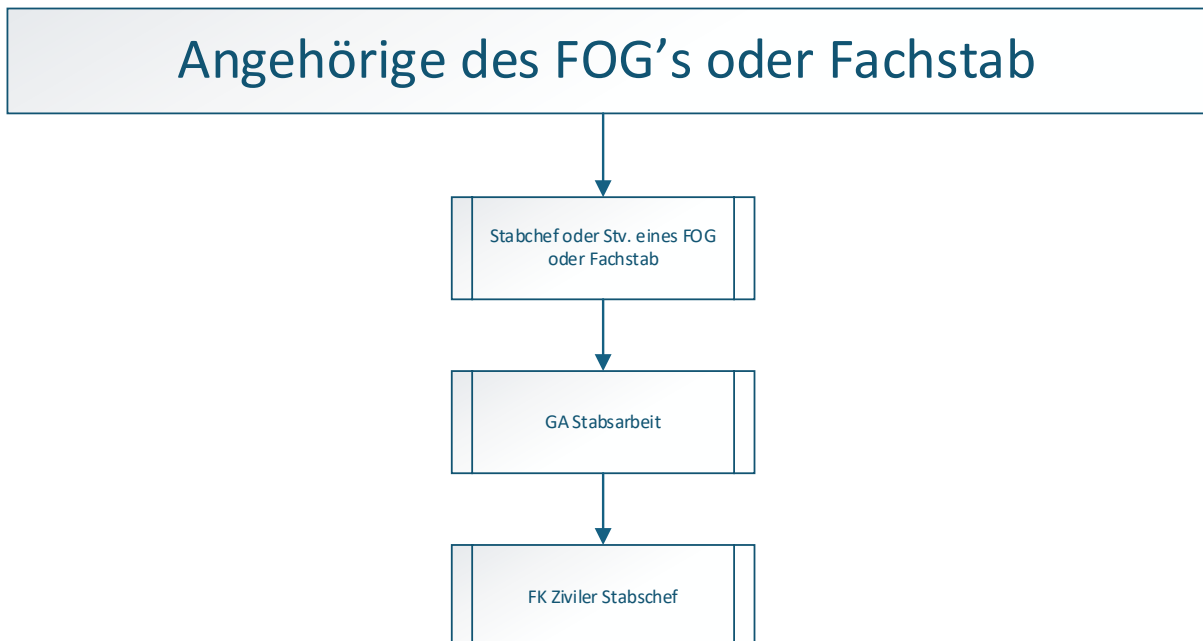 Angehörige des FOG’s oder Fachstab
Stabchef oder Stv. eines FOG
oder Fachstab
GA Stabsarbeit
FK Ziviler Stabschef